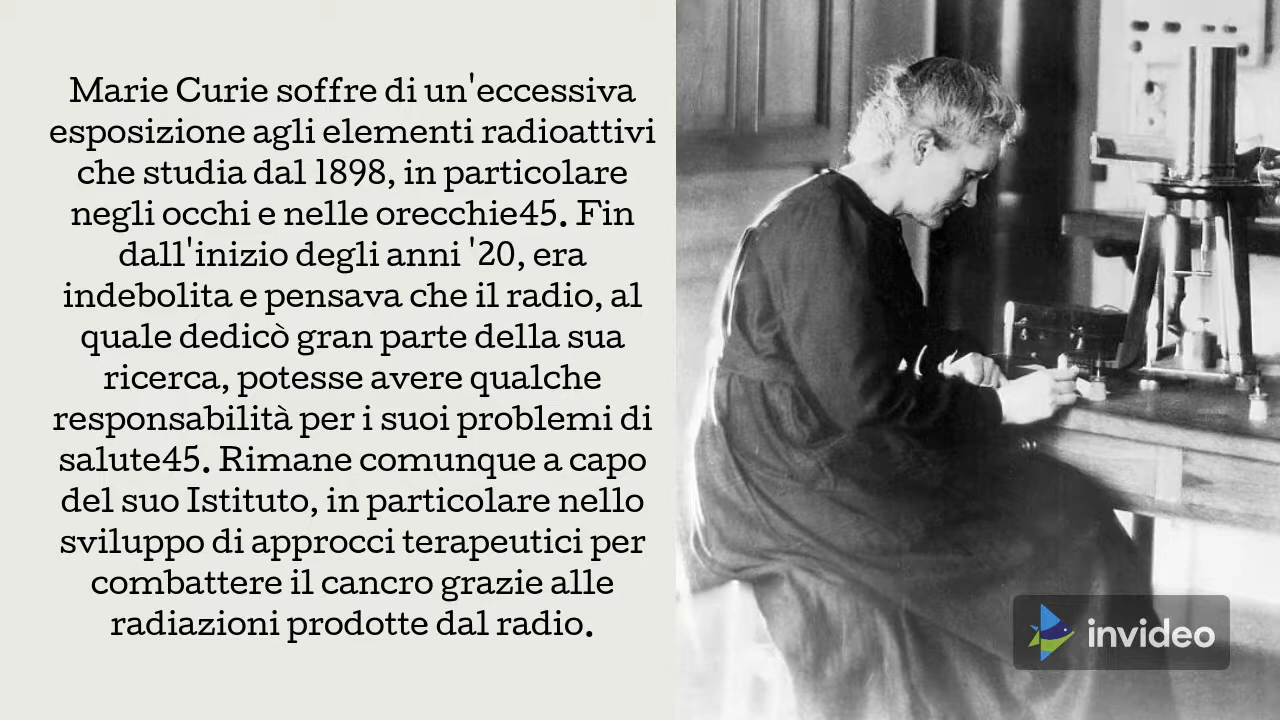 Marie Curie soffre di un'eccessiva
esposizione agli elementi radioattivi
che studia dal 1898, in particolare
negli occhi e nelle orecchie45. Fin
dall'inizio degli anni '20, era
indebolita e pensava che il radio, al
quale dedicò gran parte della sua
ricerca, potesse avere qualche
responsabilità per i suoi problemi di
salute45. Rimane comunque a capo
del suo Istituto, in particolare nello
sviluppo di approcci terapeutici per
combattere il cancro grazie alle
radiazioni prodotte dal radio.
invideo